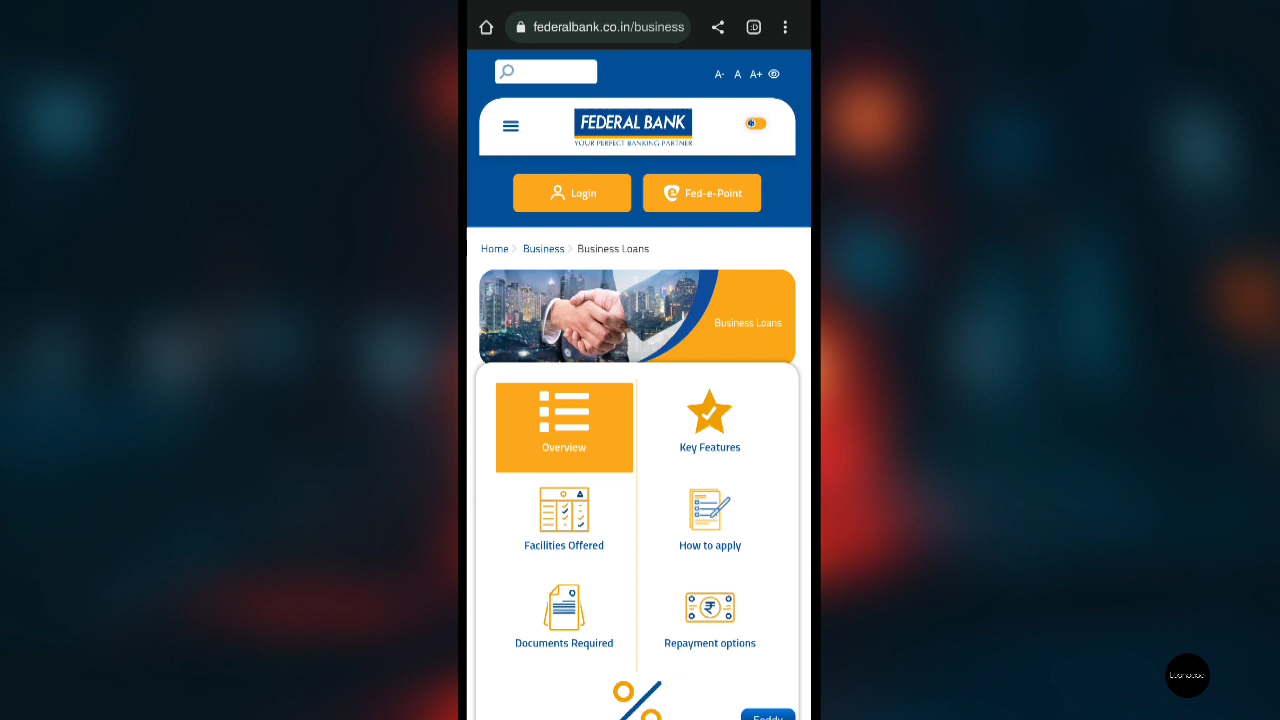 federalbank.co.in/business
:D
A- A A+
FEDERAL BANK
YOUR PERFECT BANKING PARTNER
Login
Fed-e-Point
Home Business Business Loans
Business Loans
Overview
Key Features
Facilities Offered
How to apply
Documents Required
Repayment options